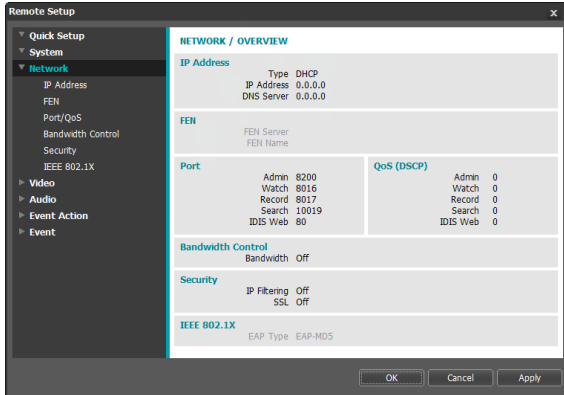 Remote Setup
x
Quick Setup
System
Network
IP Address
FEN
Port/QoS
Bandwidth Control
Security
IEEE 802.1X
Video
Audio
Event Action
Event
NETWORK / OVERVIEW
IP Address
Type DHCP
IP Address 0.0.0.0
DNS Server 0.0.0.0
FEN
FEN Server
FEN Name
Port
Admin 8200
Watch 8016
Record 8017
Search 10019
IDIS Web 80
QoS (DSCP)
Admin 0
Watch 0
Record 0
Search 0
IDIS Web 0
Bandwidth Control
Bandwidth Off
Security
IP Filtering Off
SSL Off
IEEE 802.1X
EAP Type EAP-MD5
OK Cancel Apply